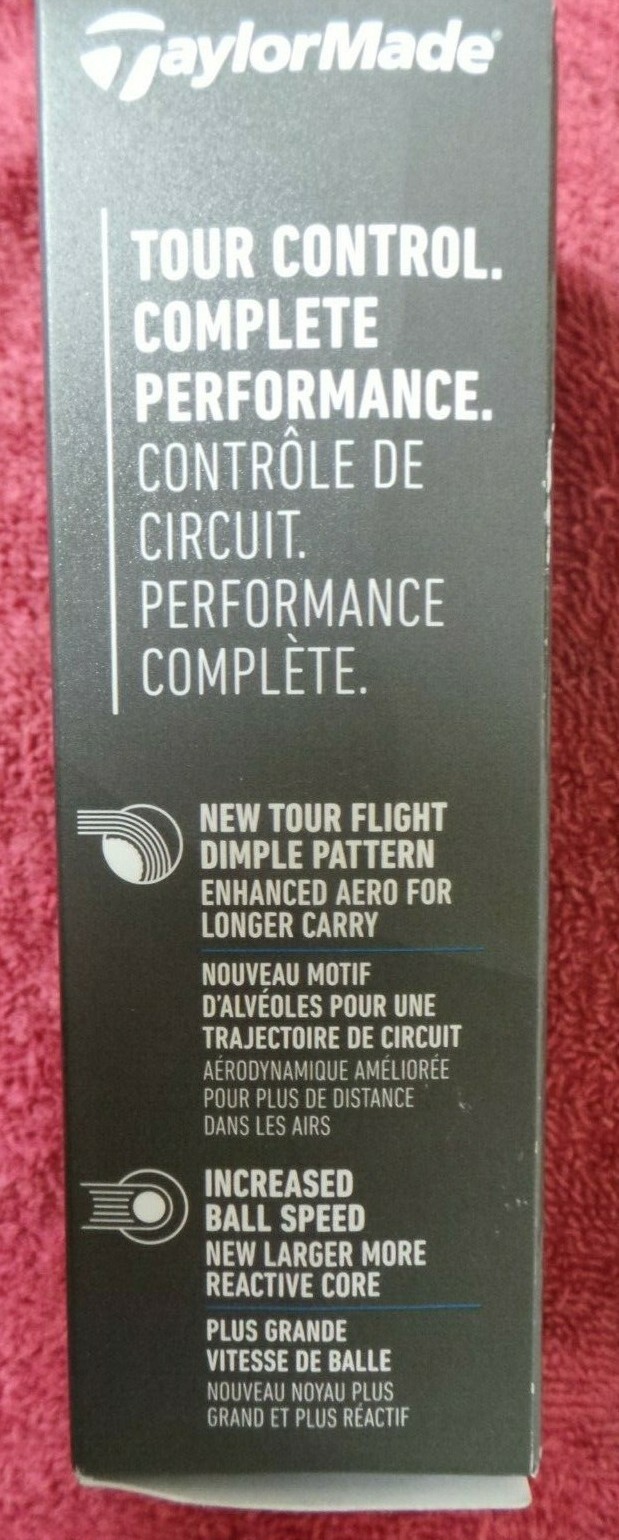 TaylorMade®
TOUR CONTROL.
COMPLETE
PERFORMANCE.
CONTRÔLE DE
CIRCUIT.
PERFORMANCE
COMPLÈTE.
NEW TOUR FLIGHT
DIMPLE PATTERN
ENHANCED AERO FOR
LONGER CARRY
NOUVEAU MOTIF
D'ALVÉOLES POUR UNE
TRAJECTOIRE DE CIRCUIT
AÉRODYNAMIQUE AMÉLIORÉE
POUR PLUS DE DISTANCE
DANS LES AIRS
INCREASED
BALL SPEED
NEW LARGER MORE
REACTIVE CORE
PLUS GRANDE
VITESSE DE BALLE
NOUVEAU NOYAU PLUS
GRAND ET PLUS RÉACTIF